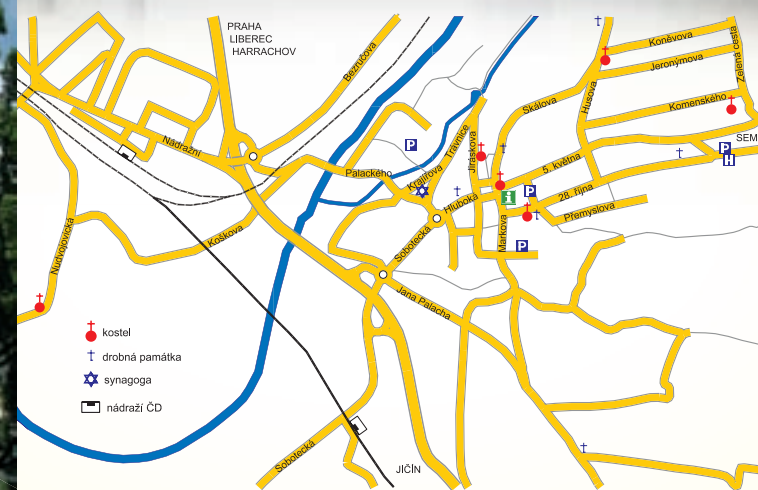 PRAHA
LIBEREC
HARRACHOV
Bezručova
Koněvova
Jeronýmova
Zelená cesta
Husova
Skálova
Komenského
SEM
Nádražní
P
Trávnice
Jiráskova
5. května
P
H
Palackého
Krajířova
28. října
Hluboká
i
P
Přemyslova
Koškova
Nudvojovická
Sobotecká
Markova
P
Jana Palacha
kostel
drobná památka
synagoga
nádraží ČD
Sobotecká
JIČÍN